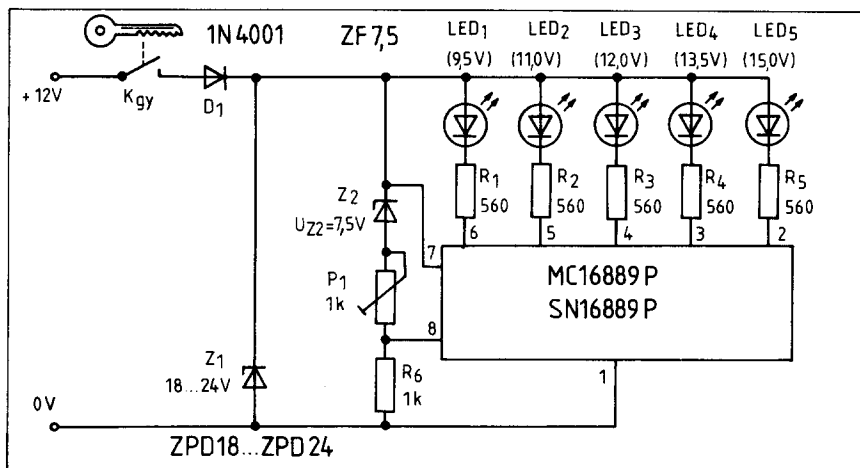 1N4001 ZF7,5 LED1 LED2 LED3 LED4 LED5
(9,5V) (11,0V) (12,0V) (13,5V) (15,0V)
+12V Kgy D1
R1 R2 R3 R4 R5
560 560 560 560 560
Z2
UZ2=7,5V
6 5 4 3 2
7
MC16889P
SN16889P
P1
1k
8
Z1
18...24V
R6
1k
1
0V
ZPD18...ZPD24